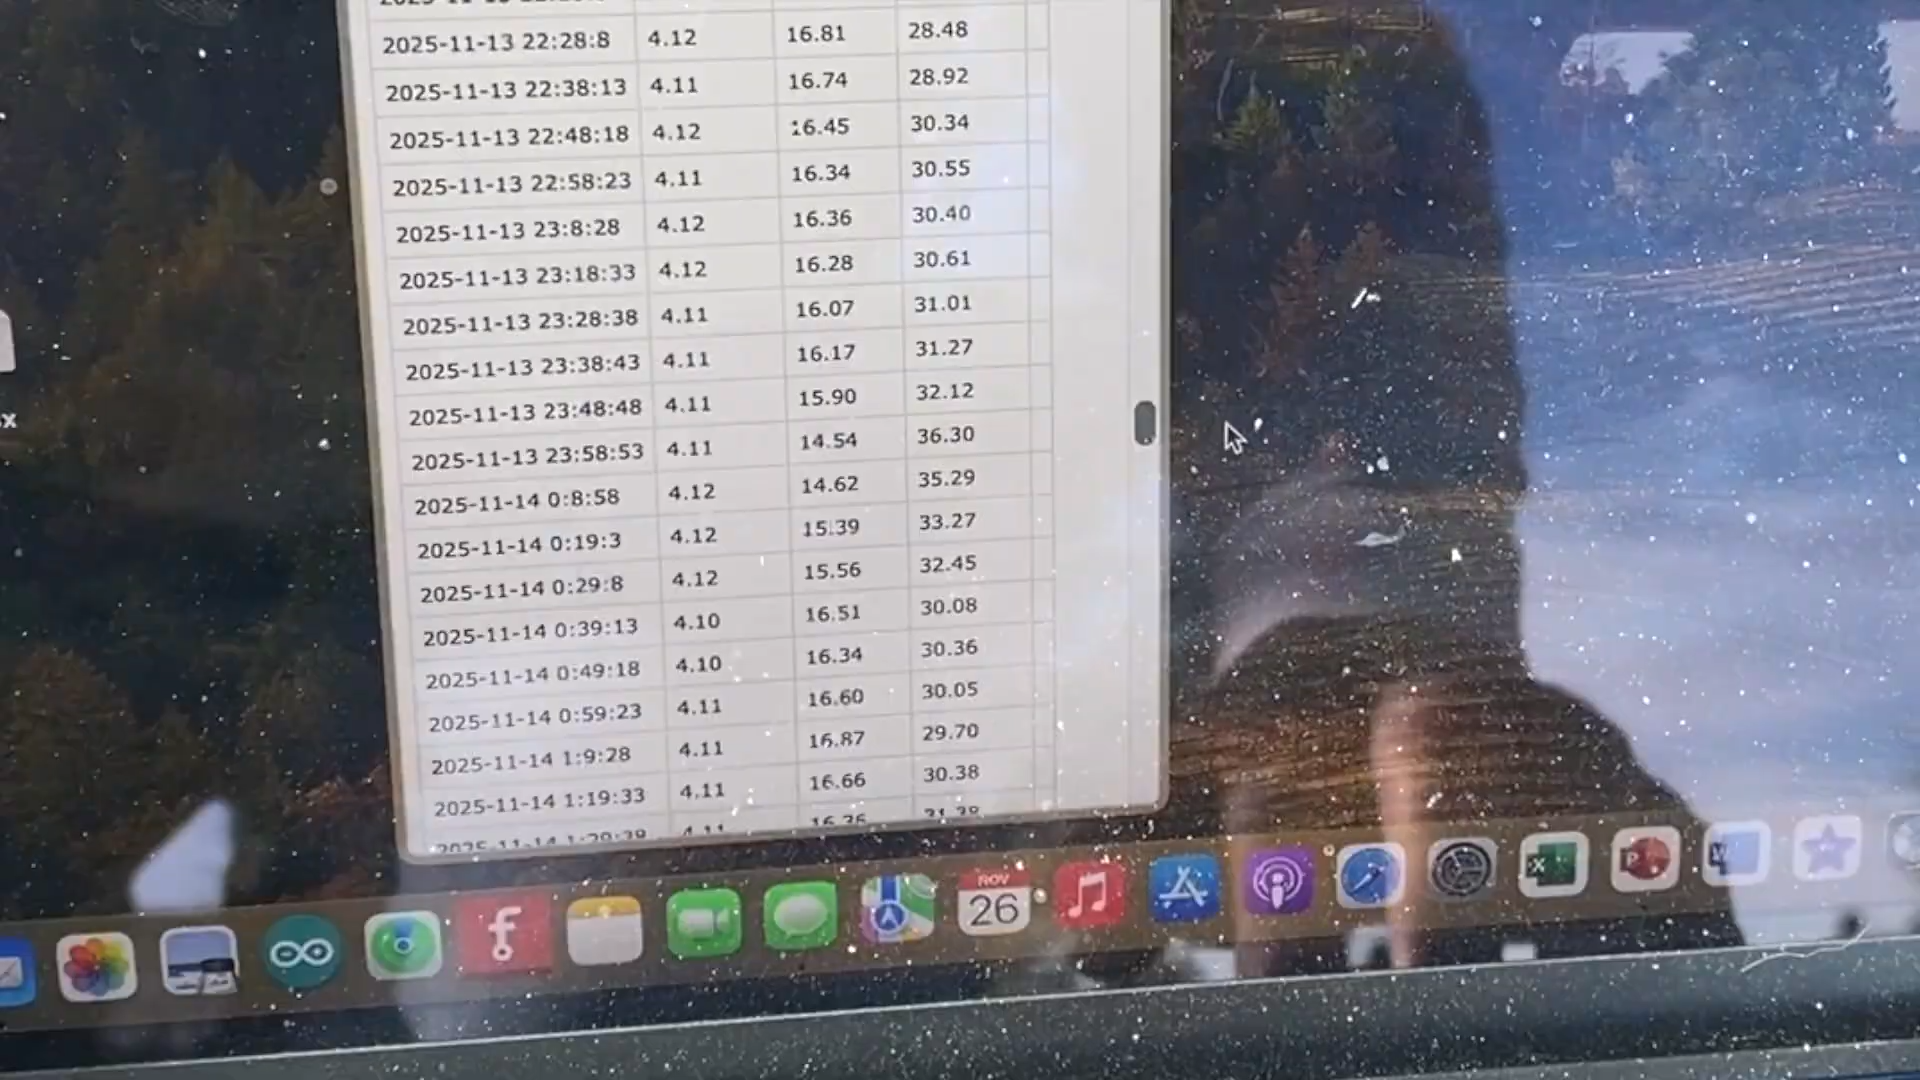 2025-11-13 22:28:8 4.12 16.81 28.48
2025-11-13 22:38:13 4.11 16.74 28.92
2025-11-13 22:48:18 4.12 16.45 30.34
2025-11-13 22:58:23 4.11 16.34 30.55
2025-11-13 23:8:28 4.12 16.36 30.40
2025-11-13 23:18:33 4.12 16.28 30.61
2025-11-13 23:28:38 4.11 16.07 31.01
2025-11-13 23:38:43 4.11 16.17 31.27
2025-11-13 23:48:48 4.11 15.90 32.12
2025-11-13 23:58:53 4.11 14.54 36.30
2025-11-14 0:8:58 4.12 14.62 35.29
2025-11-14 0:19:3 4.12 15.39 33.27
2025-11-14 0:29:8 4.12 15.56 32.45
2025-11-14 0:39:13 4.10 16.51 30.08
2025-11-14 0:49:18 4.10 16.34 30.36
2025-11-14 0:59:23 4.11 16.60 30.05
2025-11-14 1:9:28 4.11 16.87 29.70
2025-11-14 1:19:33 4.11 16.66 30.38
x
NOV
26
X
P
W